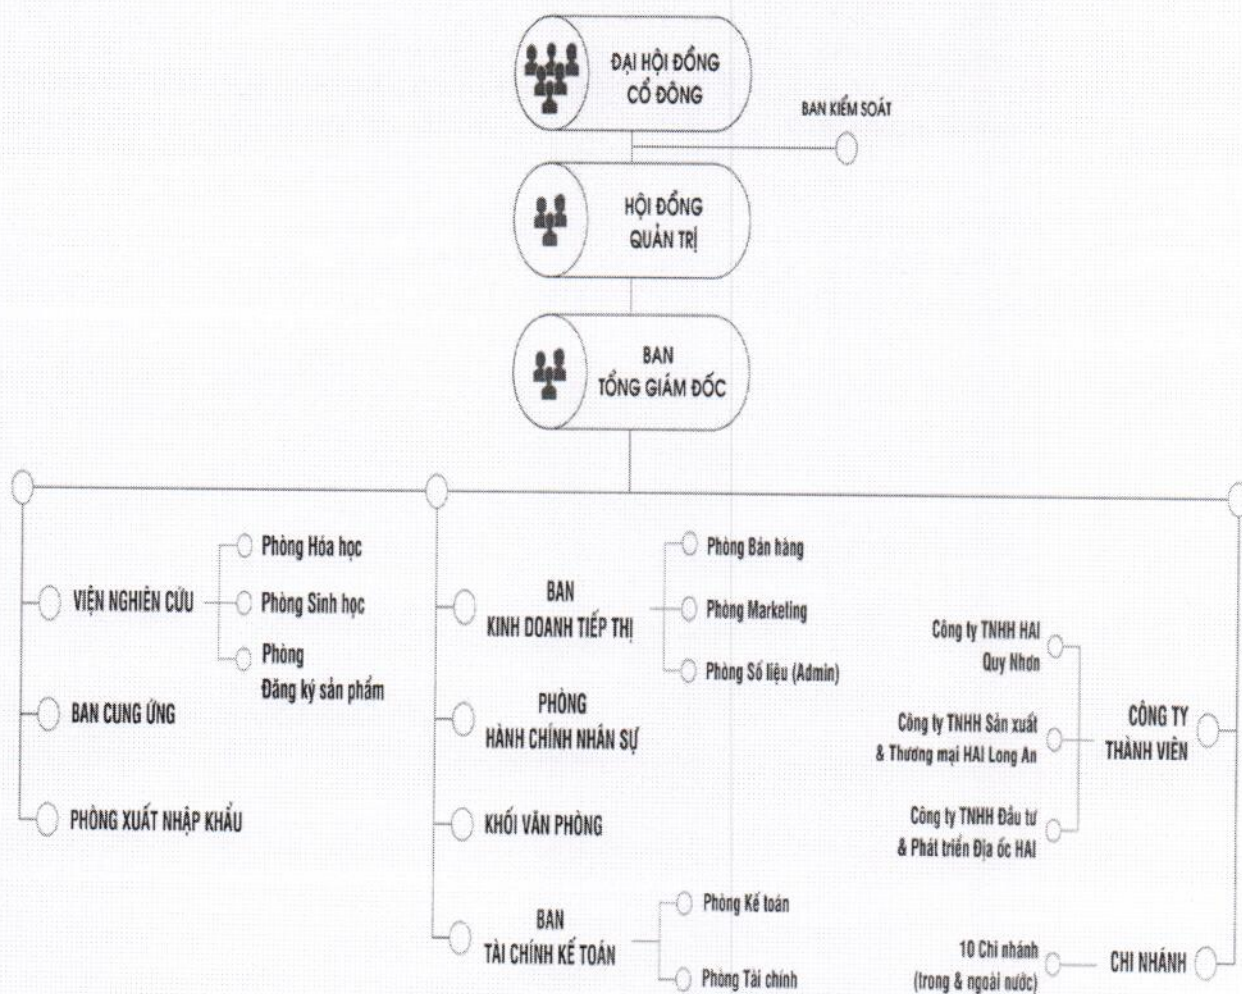 ĐẠI HỘI ĐỒNG
CỔ ĐÔNG
BAN KIỂM SOÁT
HỘI ĐỒNG
QUẢN TRỊ
BAN
TỔNG GIÁM ĐỐC
VIỆN NGHIÊN CỨU
Phòng Hóa học
Phòng Sinh học
Phòng
Đăng ký sản phẩm
BAN CUNG ỨNG
PHÒNG XUẤT NHẬP KHẨU
BAN
KINH DOANH TIẾP THỊ
Phòng Bán hàng
Phòng Marketing
Phòng Số liệu (Admin)
PHÒNG
HÀNH CHÍNH NHÂN SỰ
KHỐI VĂN PHÒNG
BAN
TÀI CHÍNH KẾ TOÁN
Phòng Kế toán
Phòng Tài chính
Công ty TNHH HAI
Quy Nhơn
Công ty TNHH Sản xuất
& Thương mại HAI Long An
Công ty TNHH Đầu tư
& Phát triển Địa ốc HAI
CÔNG TY
THÀNH VIÊN
10 Chi nhánh
(trong & ngoài nước)
CHI NHÁNH